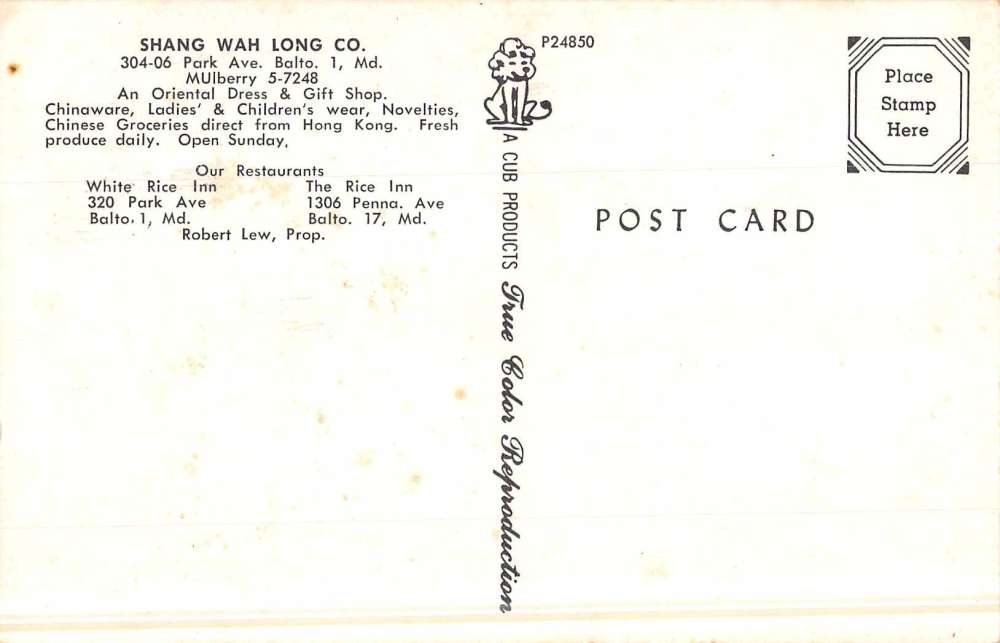 SHANG WAH LONG CO.
304-06 Park Ave. Balto. 1, Md.
MUlberry 5-7248
An Oriental Dress & Gift Shop.
Chinaware, Ladies' & Children's wear, Novelties,
Chinese Groceries direct from Hong Kong. Fresh
produce daily. Open Sunday,
Our Restaurants
White Rice Inn
320 Park Ave
Balto. 1, Md.
The Rice Inn
1306 Penna. Ave
Balto. 17, Md.
Robert Lew, Prop.
P24850
A CUB PRODUCTS True Color Reproduction
Place
Stamp
Here
POST CARD